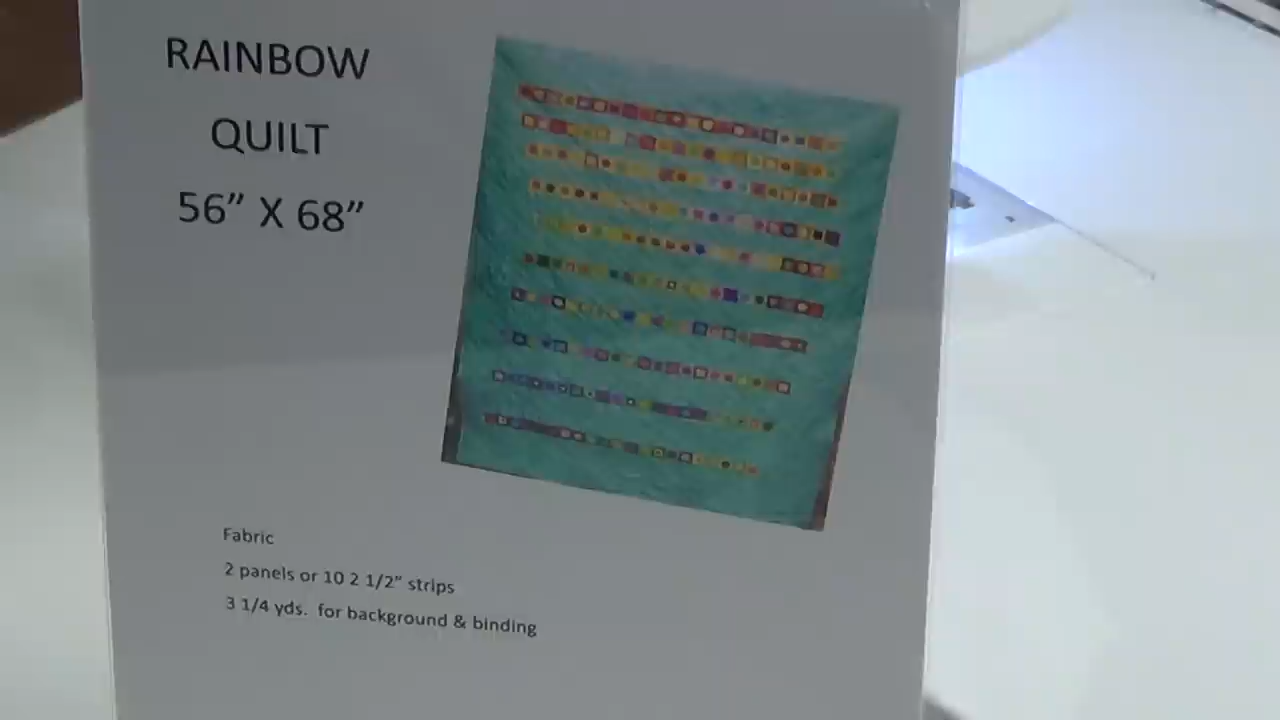 RAINBOW
QUILT
56” X 68”
Fabric
2 panels or 10 2 1/2” strips
3 1/4 yds. for background & binding